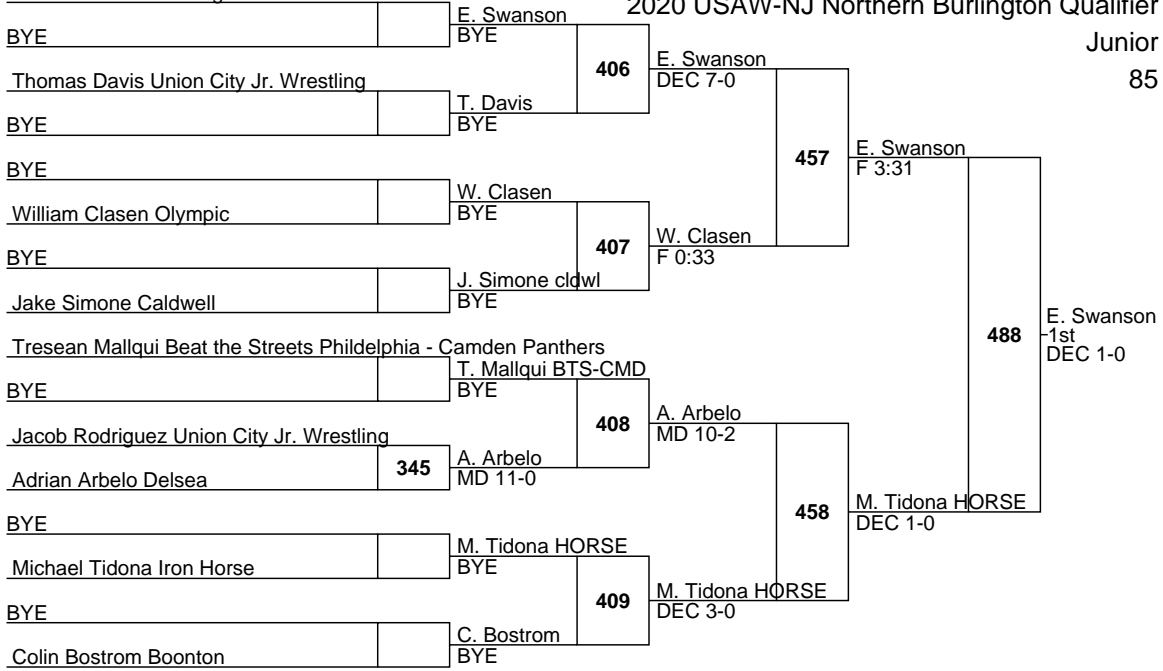 2020 USAW-NJ Northern Burlington Qualifier
Junior
85
BYE
E. Swanson
BYE
Thomas Davis Union City Jr. Wrestling
BYE
T. Davis
BYE
406
E. Swanson
DEC 7-0
BYE
William Clasen Olympic
W. Clasen
BYE
BYE
Jake Simone Caldwell
J. Simone cldwl
BYE
407
W. Clasen
F 0:33
457
E. Swanson
F 3:31
Tresean Mallqui Beat the Streets Phildelphia - Camden Panthers
BYE
T. Mallqui BTS-CMD
BYE
Jacob Rodriguez Union City Jr. Wrestling
Adrian Arbelo Delsea
345
A. Arbelo
MD 11-0
408
A. Arbelo
MD 10-2
BYE
Michael Tidona Iron Horse
M. Tidona HORSE
BYE
BYE
Colin Bostrom Boonton
C. Bostrom
BYE
409
M. Tidona HORSE
DEC 3-0
458
M. Tidona HORSE
DEC 1-0
488
E. Swanson
1st
DEC 1-0